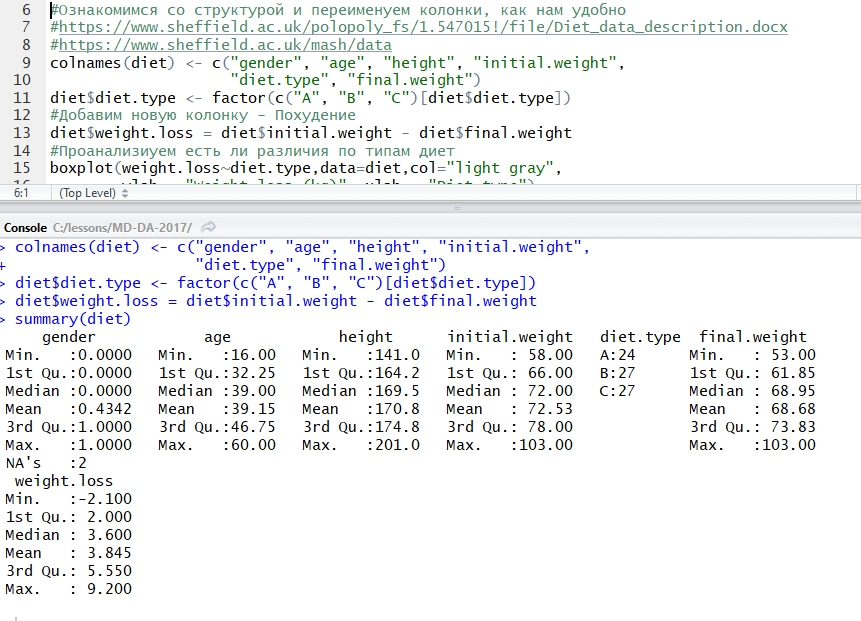 6 #Ознакомимся со структурой и переименуем колонки, как нам удобно
7 #https://www.sheffield.ac.uk/polopoly_fs/1.547015!/file/Diet_data_description.docx
8 #https://www.sheffield.ac.uk/mash/data
9 colnames(diet) <- c("gender", "age", "height", "initial.weight",
10 "diet.type", "final.weight")
11 diet$diet.type <- factor(c("A", "B", "C")[diet$diet.type])
12 #Добавим новую колонку - Похудение
13 diet$weight.loss = diet$initial.weight - diet$final.weight
14 #Проанализиуем есть ли различия по типам диет
15 boxplot(weight.loss~diet.type,data=diet,col="light gray",
6:1 (Top Level)
Console C:/lessons/MD-DA-2017/
> colnames(diet) <- c("gender", "age", "height", "initial.weight",
+ "diet.type", "final.weight")
> diet$diet.type <- factor(c("A", "B", "C")[diet$diet.type])
> diet$weight.loss = diet$initial.weight - diet$final.weight
> summary(diet)
gender age height initial.weight diet.type final.weight
Min. :0.0000 Min. :16.00 Min. :141.0 Min. : 58.00 A:24 Min. : 53.00
1st Qu.:0.0000 1st Qu.:32.25 1st Qu.:164.2 1st Qu.: 66.00 B:27 1st Qu.: 61.85
Median :0.0000 Median :39.00 Median :169.5 Median : 72.00 C:27 Median : 68.95
Mean :0.4342 Mean :39.15 Mean :170.8 Mean : 72.53 Mean : 68.68
3rd Qu.:1.0000 3rd Qu.:46.75 3rd Qu.:174.8 3rd Qu.: 78.00 3rd Qu.: 73.83
Max. :1.0000 Max. :60.00 Max. :201.0 Max. :103.00 Max. :103.00
NA's :2
weight.loss
Min. :-2.100
1st Qu.: 2.000
Median : 3.600
Mean : 3.845
3rd Qu.: 5.550
Max. : 9.200